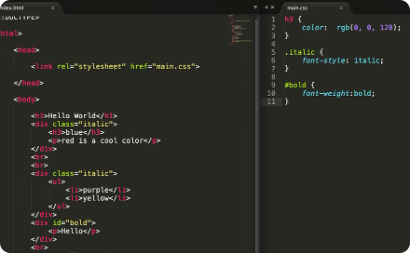 index.html
<!DOCTYPE>
<html>
<head>
<link rel="stylesheet" href="main.css">
</head>
<body>
<h1>Hello World</h1>
<div class="italic">
<h3>blue</h3>
<p>red is a cool color</p>
</div>
<br>
<br>
<div class="italic">
<ul>
<li>purple</li>
<li>yellow</li>
</ul>
</div>
<div id="bold">
<p>Hello</p>
</div>
<br>
main.css
1 h3 {
2 color: rgb(0, 0, 128);
3 }
4
5 .italic {
6 font-style: italic;
7 }
8
9 #bold {
10 font-weight:bold;
11 }